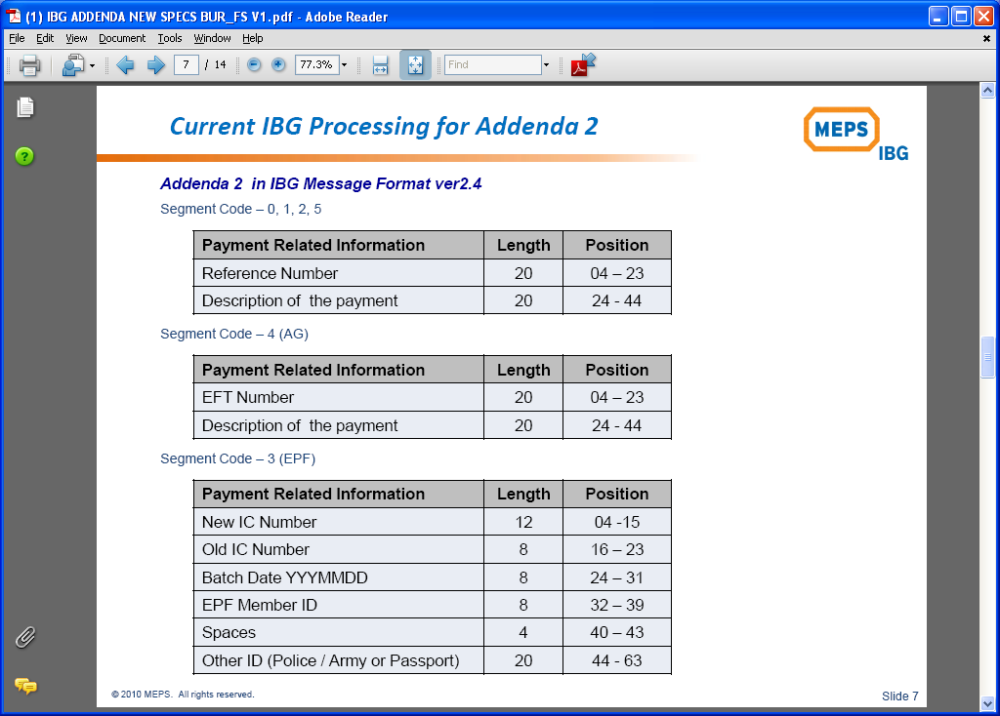 (1) IBG ADDENDA NEW SPECS BUR_FS V1.pdf - Adobe Reader
File Edit View Document Tools Window Help
7 / 14 77.3% Find
Current IBG Processing for Addenda 2
MEPS
IBG
Addenda 2 in IBG Message Format ver2.4
Segment Code – 0, 1, 2, 5
Payment Related Information Length Position
Reference Number 20 04 – 23
Description of the payment 20 24 - 44
Segment Code – 4 (AG)
Payment Related Information Length Position
EFT Number 20 04 – 23
Description of the payment 20 24 - 44
Segment Code – 3 (EPF)
Payment Related Information Length Position
New IC Number 12 04 -15
Old IC Number 8 16 – 23
Batch Date YYYMMDD 8 24 – 31
EPF Member ID 8 32 – 39
Spaces 4 40 – 43
Other ID (Police / Army or Passport) 20 44 - 63
© 2010 MEPS. All rights reserved.
Slide 7